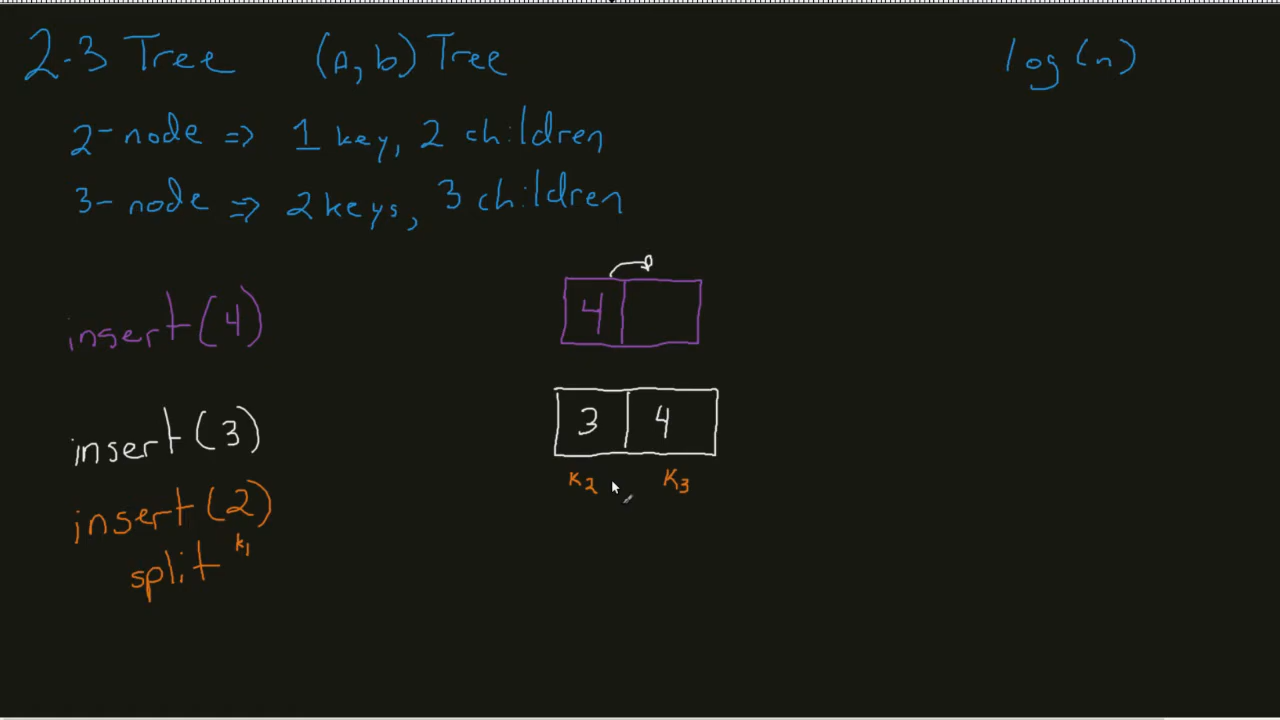 2-3 Tree (A,b) Tree log(n)
2-node => 1 key, 2 children
3-node => 2 keys, 3 children
insert(4) 4
insert(3) 3 4
K2 K3
insert(2)
k1
split